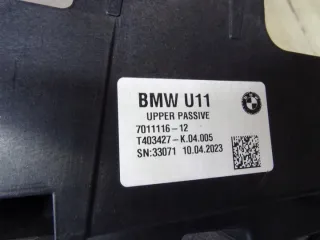 BMW U11
UPPER PASSIVE
7011116-12
T403427-K.04.005
SN:33071 10.04.2023